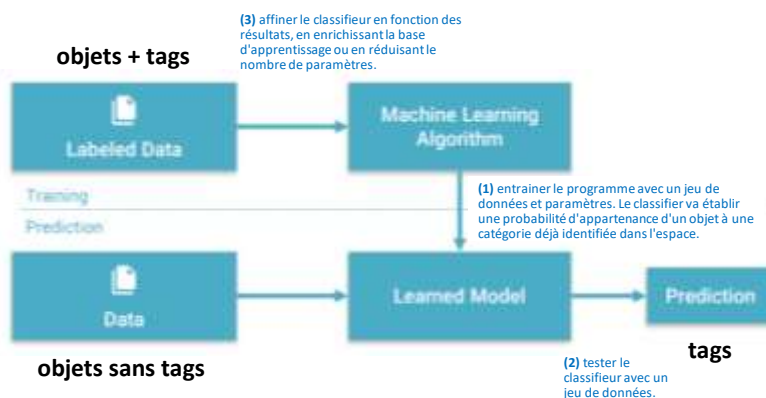 (3) affiner le classifieur en fonction des
résultats, en enrichissant la base
d'apprentissage ou en réduisant le
nombre de paramètres.
objets + tags
Labeled Data
Machine Learning
Algorithm
Training
Prediction
(1) entrainer le programme avec un jeu de
données et paramètres. Le classifier va établir
une probabilité d'appartenance d'un objet à une
catégorie déjà identifiée dans l'espace.
Data
Learned Model
Prediction
objets sans tags
tags
(2) tester le
classifieur avec un
jeu de données.